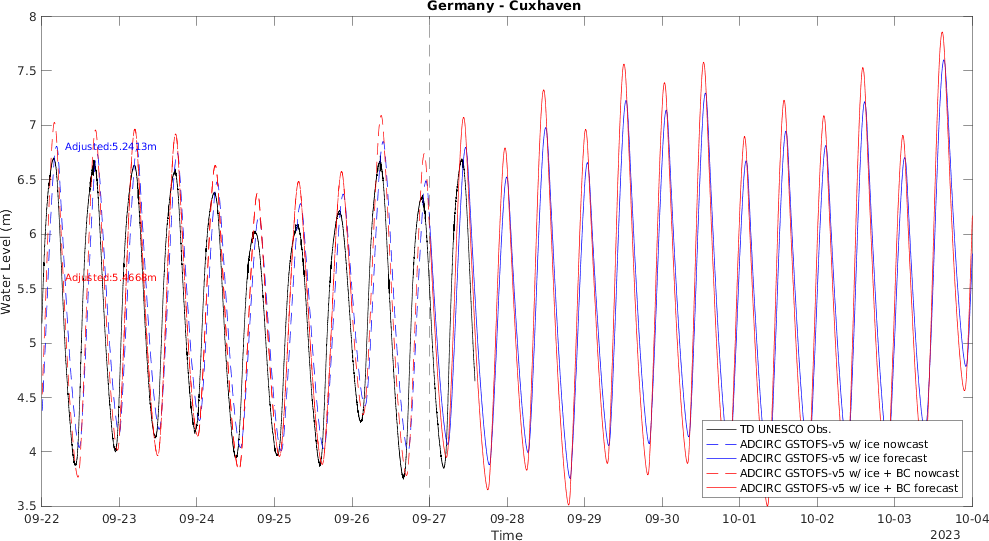 Germany - Cuxhaven
8
7.5
7
6.5
6
5.5
5
4.5
4
3.5
Water Level (m)
Adjusted:5.2413m
Adjusted:5.4668m
TD UNESCO Obs.
ADCIRC GSTOFS-v5 w/ ice nowcast
ADCIRC GSTOFS-v5 w/ ice forecast
ADCIRC GSTOFS-v5 w/ ice + BC nowcast
ADCIRC GSTOFS-v5 w/ ice + BC forecast
09-22 09-23 09-24 09-25 09-26 09-27 09-28 09-29 09-30 10-01 10-02 10-03 10-04
Time
2023